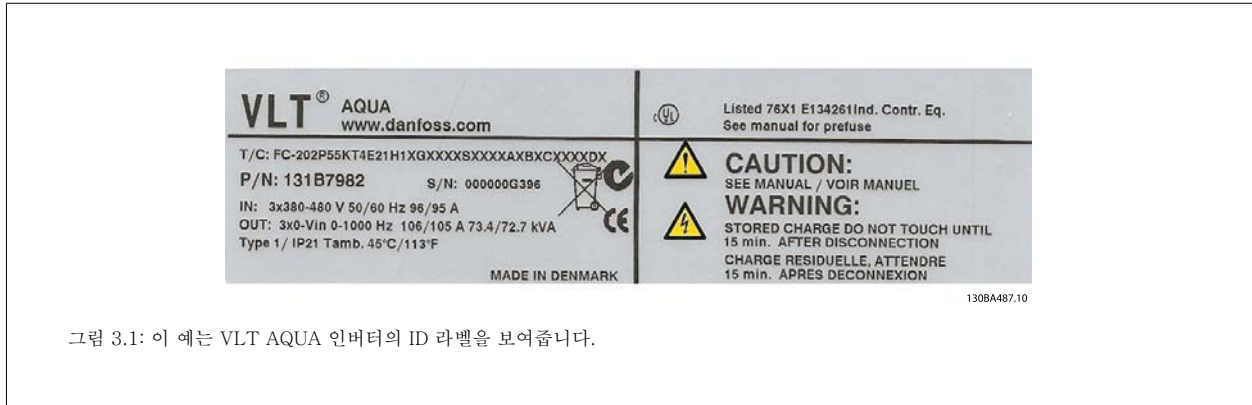 VLT® AQUA
www.danfoss.com
T/C: FC-202P55KT4E21H1XGXXXXSXXXXAXBXCXXXXDX
P/N: 131B7982 S/N: 000000G396
IN: 3x380-480 V 50/60 Hz 96/95 A
OUT: 3x0-Vin 0-1000 Hz 106/105 A 73.4/72.7 kVA
Type 1/ IP21 Tamb. 45°C/113°F
MADE IN DENMARK
c UL
Listed 76X1 E134261Ind. Contr. Eq.
See manual for prefuse
CAUTION:
SEE MANUAL / VOIR MANUEL
WARNING:
STORED CHARGE DO NOT TOUCH UNTIL
15 min. AFTER DISCONNECTION
CHARGE RESIDUELLE, ATTENDRE
15 min. APRES DECONNEXION
CE
130BA487.10
그림 3.1: 이 예는 VLT AQUA 인버터의 ID 라벨을 보여줍니다.